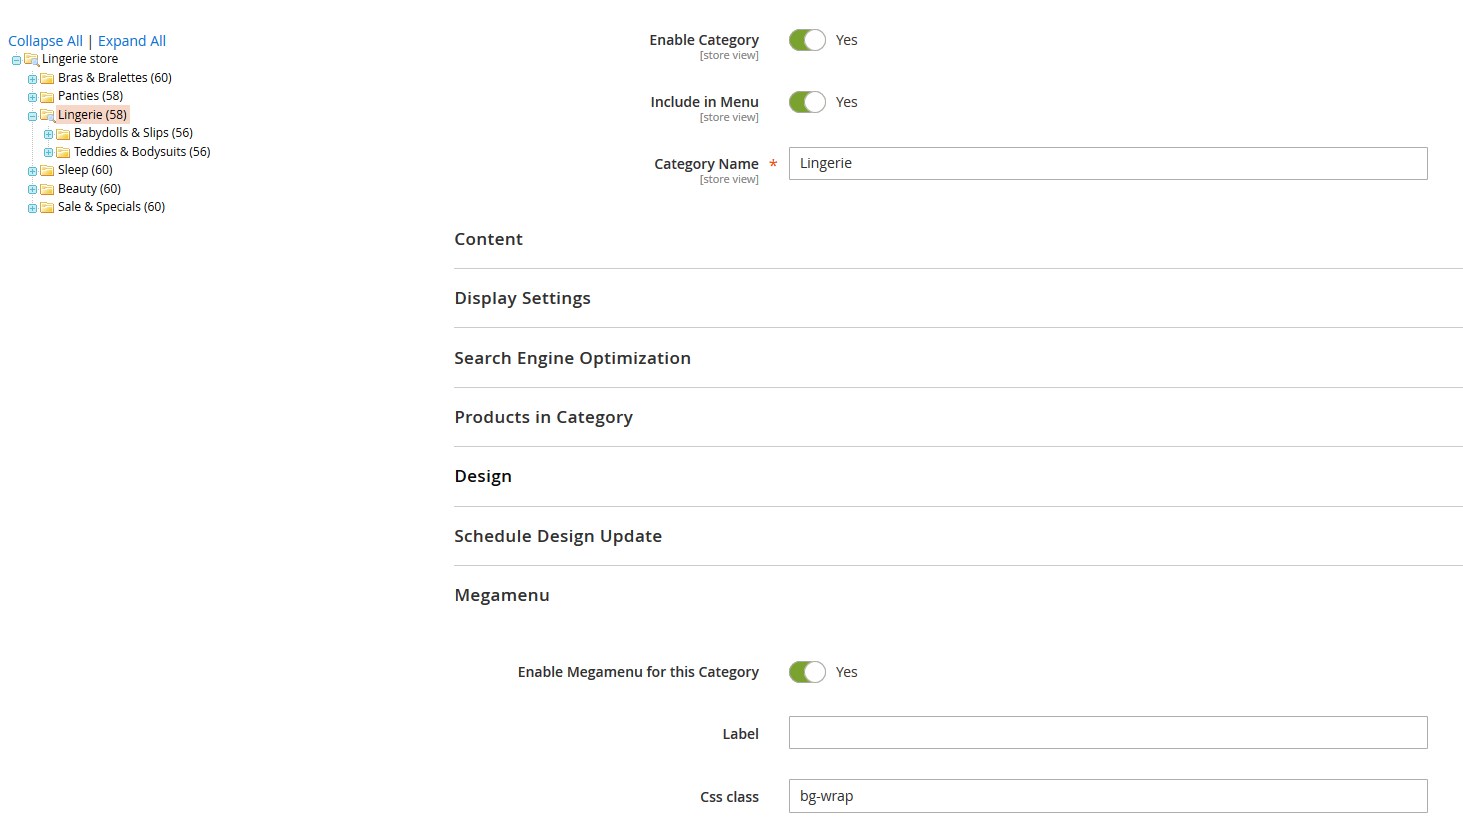 Collapse All | Expand All
Lingerie store
Bras & Bralettes (60)
Panties (58)
Lingerie (58)
Babydolls & Slips (56)
Teddies & Bodysuits (56)
Sleep (60)
Beauty (60)
Sale & Specials (60)
Enable Category
[store view]
Yes
Include in Menu
[store view]
Yes
Category Name *
[store view]
Lingerie
Content
Display Settings
Search Engine Optimization
Products in Category
Design
Schedule Design Update
Megamenu
Enable Megamenu for this Category
Yes
Label
Css class
bg-wrap